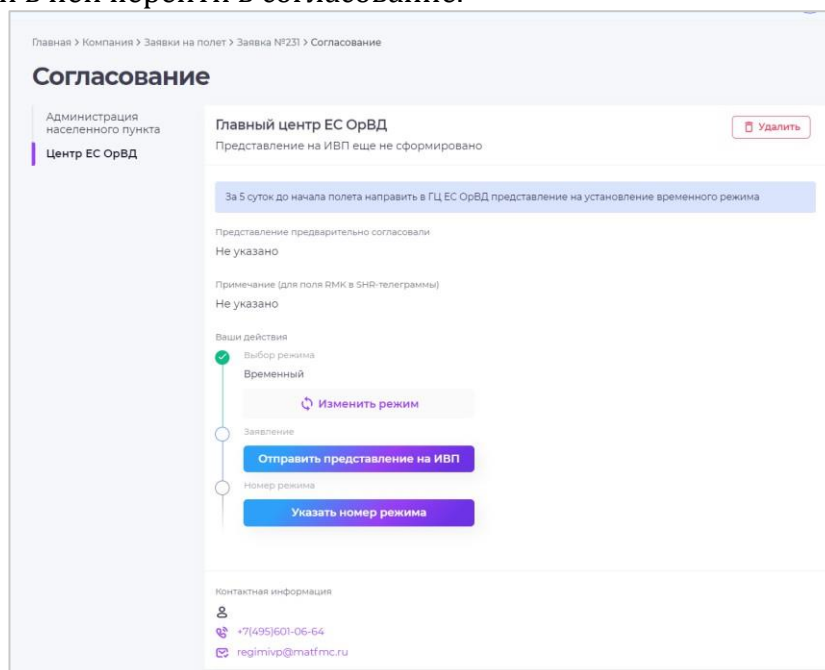 в ней перейти в согласование.
Главная > Компания > Заявки на полет > Заявка №231 > Согласование
Согласование
Администрация
населенного пункта
Центр ЕС ОрВД
Главный центр ЕС ОрВД
Представление на ИВП еще не сформировано
Удалить
За 5 суток до начала полета направить в ГЦ ЕС ОрВД представление на установление временного режима
Представление предварительно согласовали
Не указано
Примечание (для поля RMK в SHR-телеграммы)
Не указано
Ваши действия
Выбор режима
Временный
Изменить режим
Заявление
Отправить представление на ИВП
Номер режима
Указать номер режима
Контактная информация
+7(495)601-06-64
regimivp@matfmc.ru